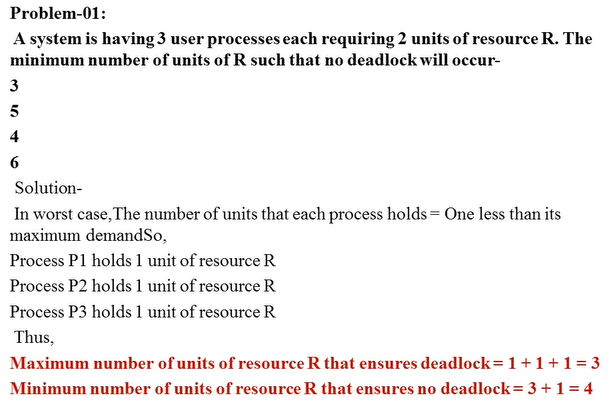 Problem-01:
A system is having 3 user processes each requiring 2 units of resource R. The
minimum number of units of R such that no deadlock will occur-
3
5
4
6
Solution-
In worst case,The number of units that each process holds = One less than its
maximum demandSo,
Process P1 holds 1 unit of resource R
Process P2 holds 1 unit of resource R
Process P3 holds 1 unit of resource R
Thus,
Maximum number of units of resource R that ensures deadlock = 1 + 1 + 1 = 3
Minimum number of units of resource R that ensures no deadlock = 3 + 1 = 4